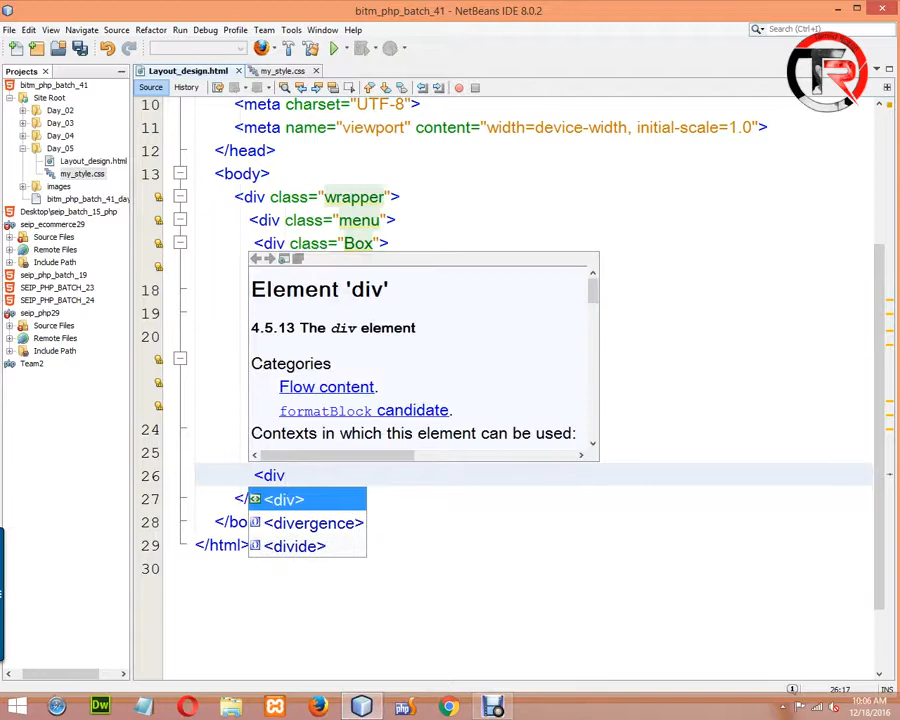 bitm_php_batch_41 - NetBeans IDE 8.0.2
File Edit View Navigate Source Refactor Run Debug Profile Team Tools Window Help
Search (Ctrl+I)
Projects
Layout_design.html
my_style.css
Source
History
bitm_php_batch_41
Site Root
Day_02
Day_03
Day_04
Day_05
Layout_design.html
my_style.css
images
bitm_php_batch_41_day
Desktop\seip_batch_15_php
seip_ecommerce29
Source Files
Remote Files
Include Path
seip_php_batch_19
SEIP_PHP_BATCH_23
SEIP_PHP_BATCH_24
seip_php29
Source Files
Remote Files
Include Path
Team2
10 <meta charset="UTF-8">
11 <meta name="viewport" content="width=device-width, initial-scale=1.0">
12 </head>
13 <body>
<div class="wrapper">
<div class="menu">
<div class="Box">
18
19
20
24
25
26 <div
27 </
28 </bo
29 </html>
30
Element 'div'
4.5.13 The div element
Categories
Flow content.
formatBlock candidate.
Contexts in which this element can be used:
<div>
<divergence>
<divide>
1
26:17
INS
Dw
php
10:06 AM
12/18/2016